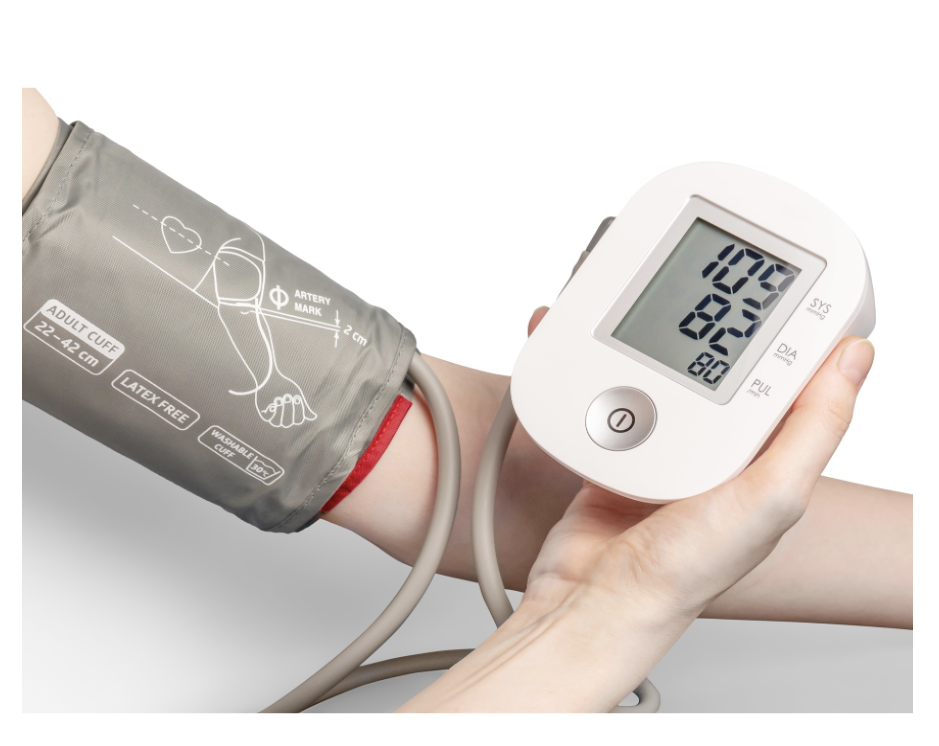 ARTERY
MARK
2 cm
ADULT CUFF
22–42 cm
LATEX FREE
WASHABLE
CUFF
30°C
109
82
80
SYS
mmHg
DIA
mmHg
PUL
/min